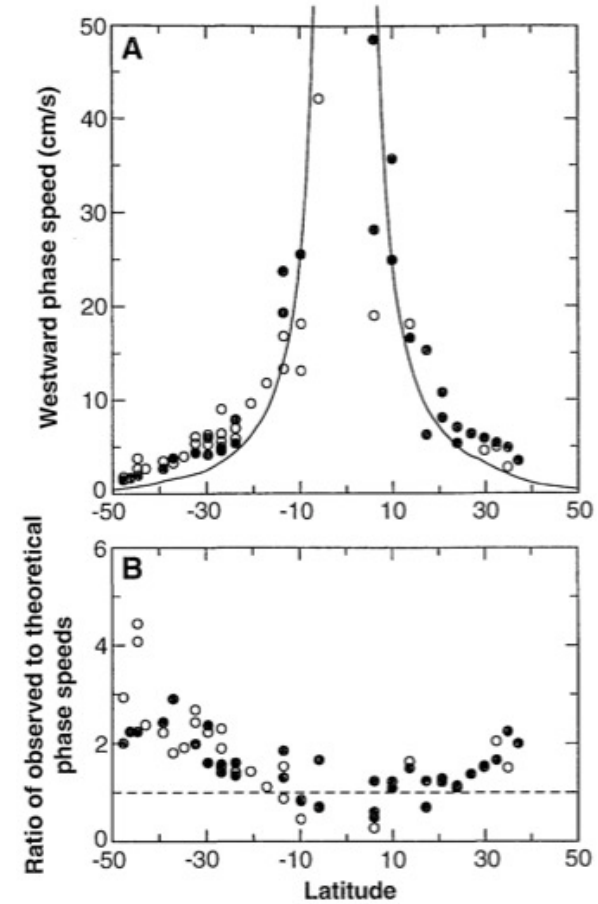 A
Westward phase speed (cm/s)
50
40
30
20
10
0
-50 -30 -10 10 30 50
B
Ratio of observed to theoretical
phase speeds
6
4
2
0
-50 -30 -10 10 30 50
Latitude